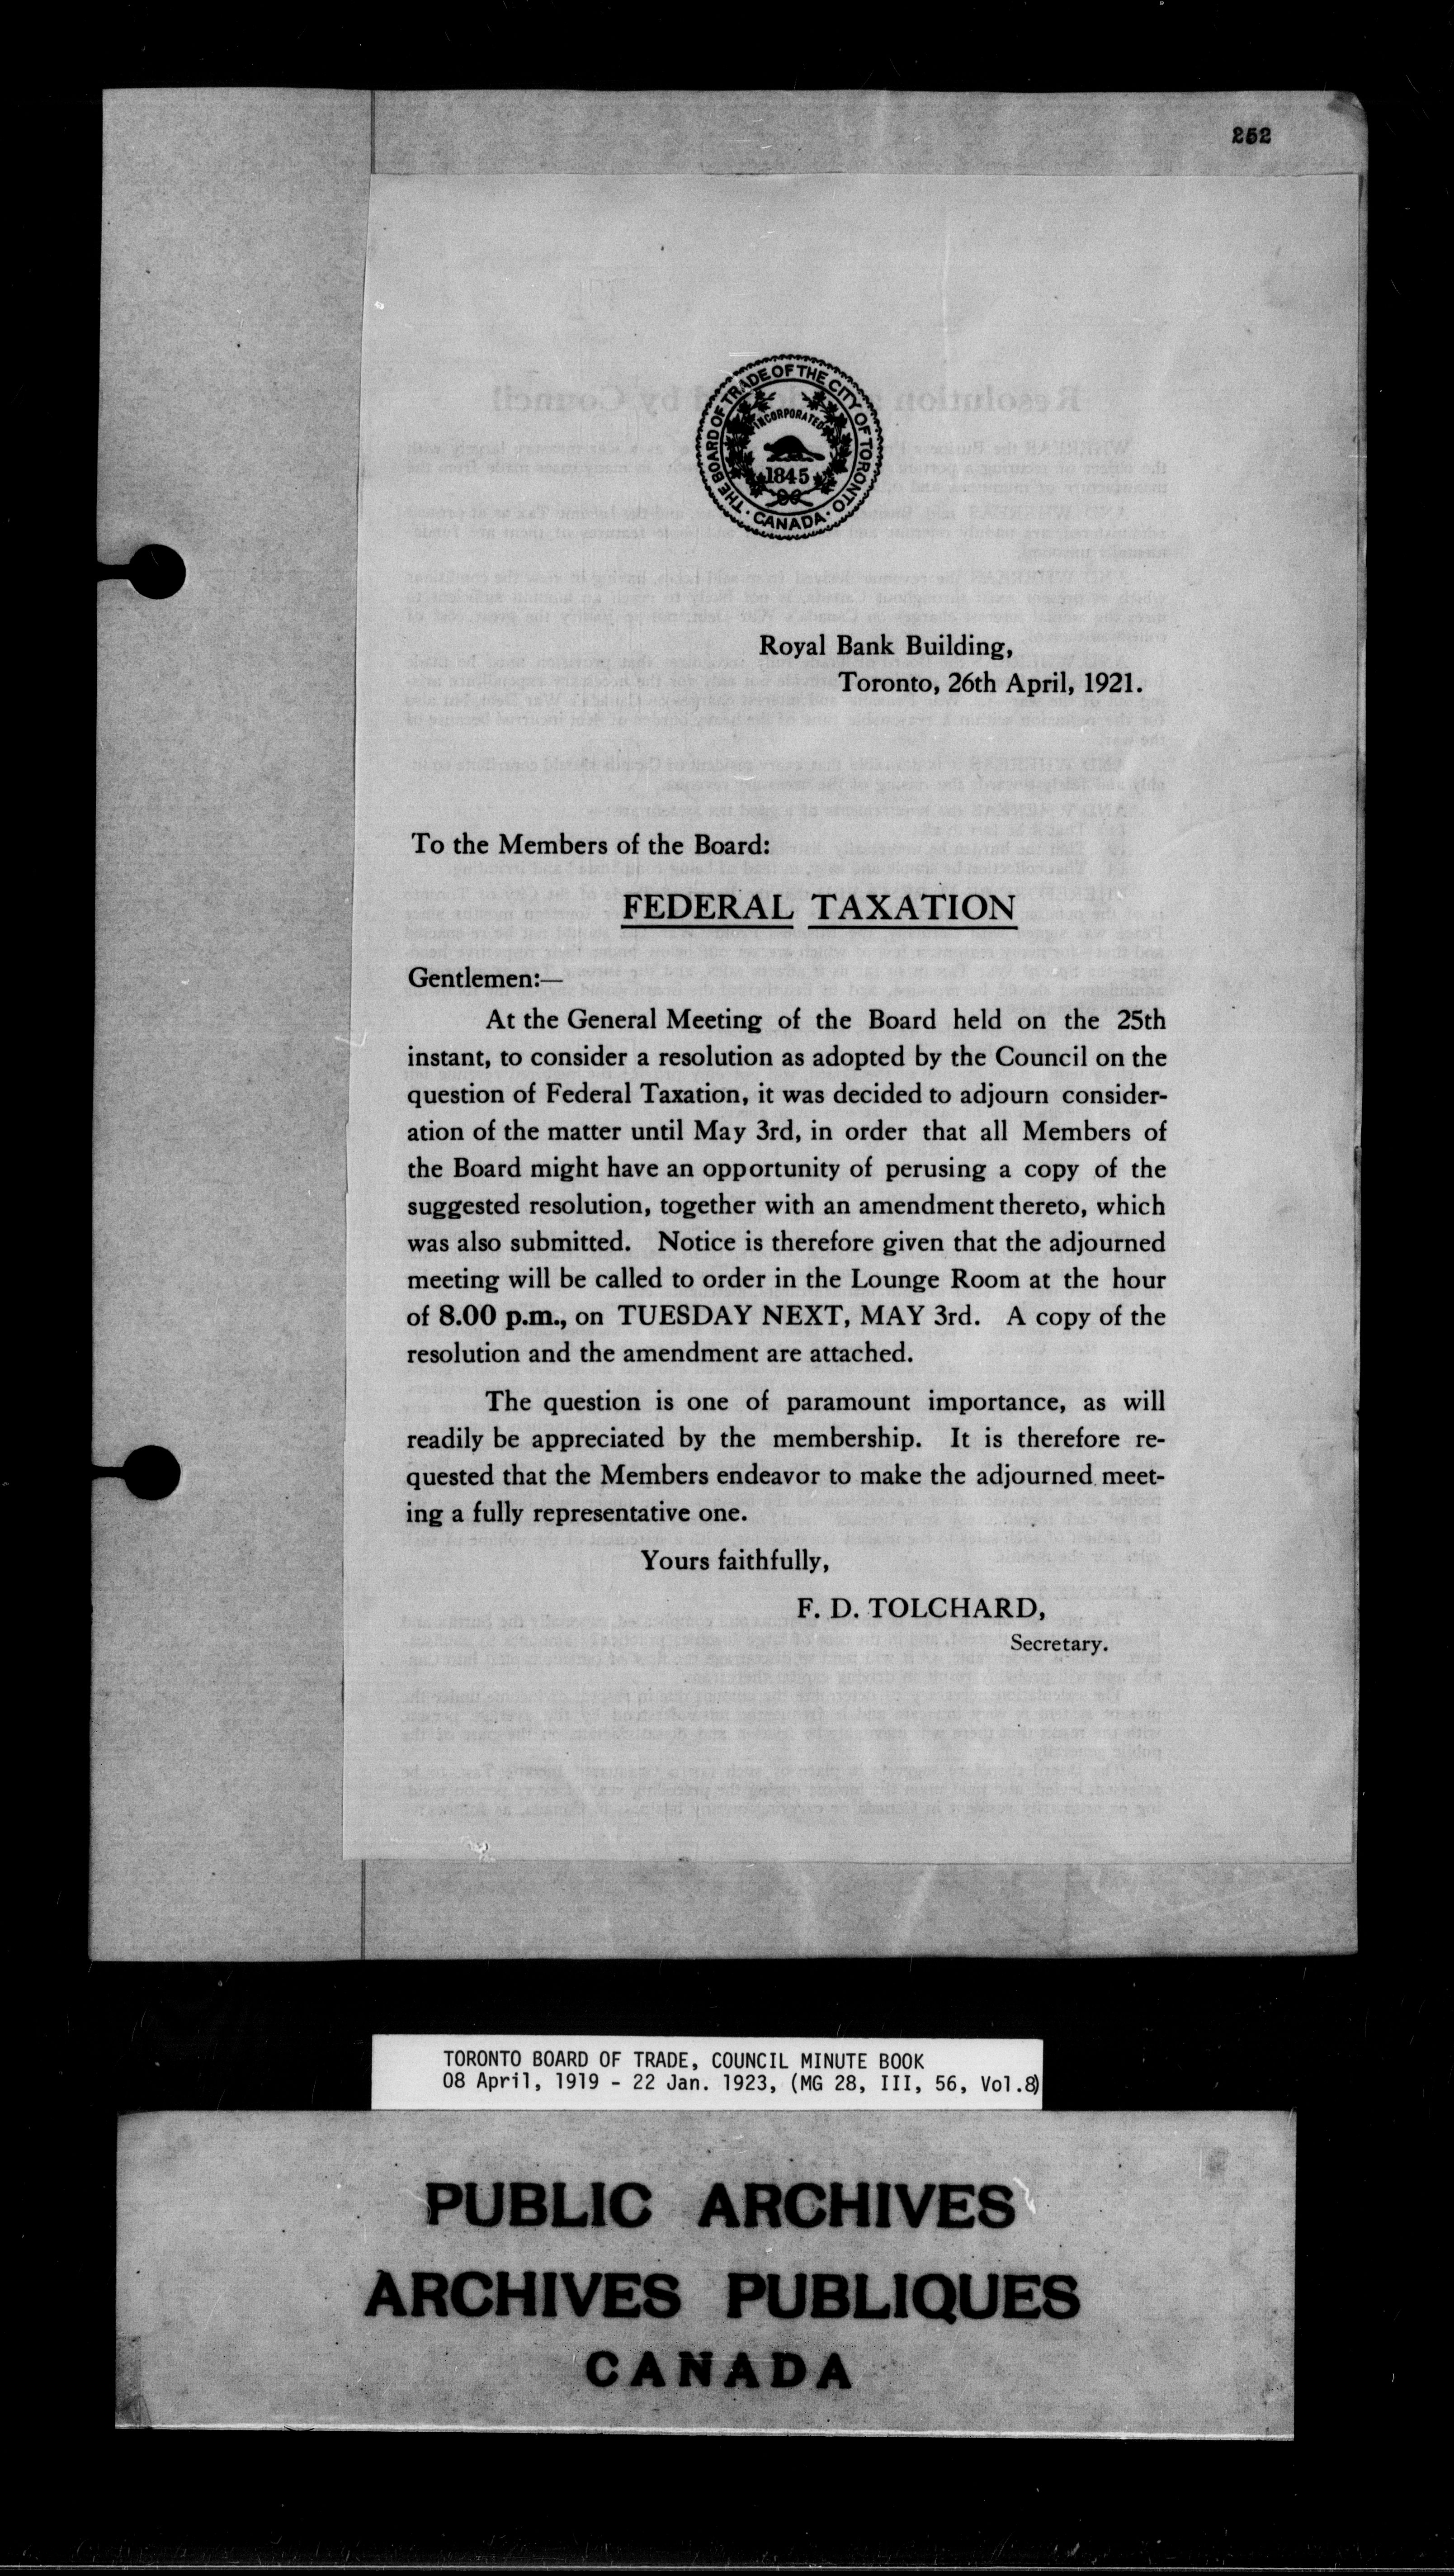 252
THE BOARD OF TRADE OF THE CITY OF TORONTO
INCORPORATED
1845
· CANADA ·
Royal Bank Building,
Toronto, 26th April, 1921.
To the Members of the Board:
FEDERAL TAXATION
Gentlemen:—
At the General Meeting of the Board held on the 25th
instant, to consider a resolution as adopted by the Council on the
question of Federal Taxation, it was decided to adjourn consider-
ation of the matter until May 3rd, in order that all Members of
the Board might have an opportunity of perusing a copy of the
suggested resolution, together with an amendment thereto, which
was also submitted. Notice is therefore given that the adjourned
meeting will be called to order in the Lounge Room at the hour
of 8.00 p.m., on TUESDAY NEXT, MAY 3rd. A copy of the
resolution and the amendment are attached.
The question is one of paramount importance, as will
readily be appreciated by the membership. It is therefore re-
quested that the Members endeavor to make the adjourned meet-
ing a fully representative one.
Yours faithfully,
F. D. TOLCHARD,
Secretary.
TORONTO BOARD OF TRADE, COUNCIL MINUTE BOOK
08 April, 1919 - 22 Jan. 1923, (MG 28, III, 56, Vol.8)
PUBLIC ARCHIVES
ARCHIVES PUBLIQUES
CANADA